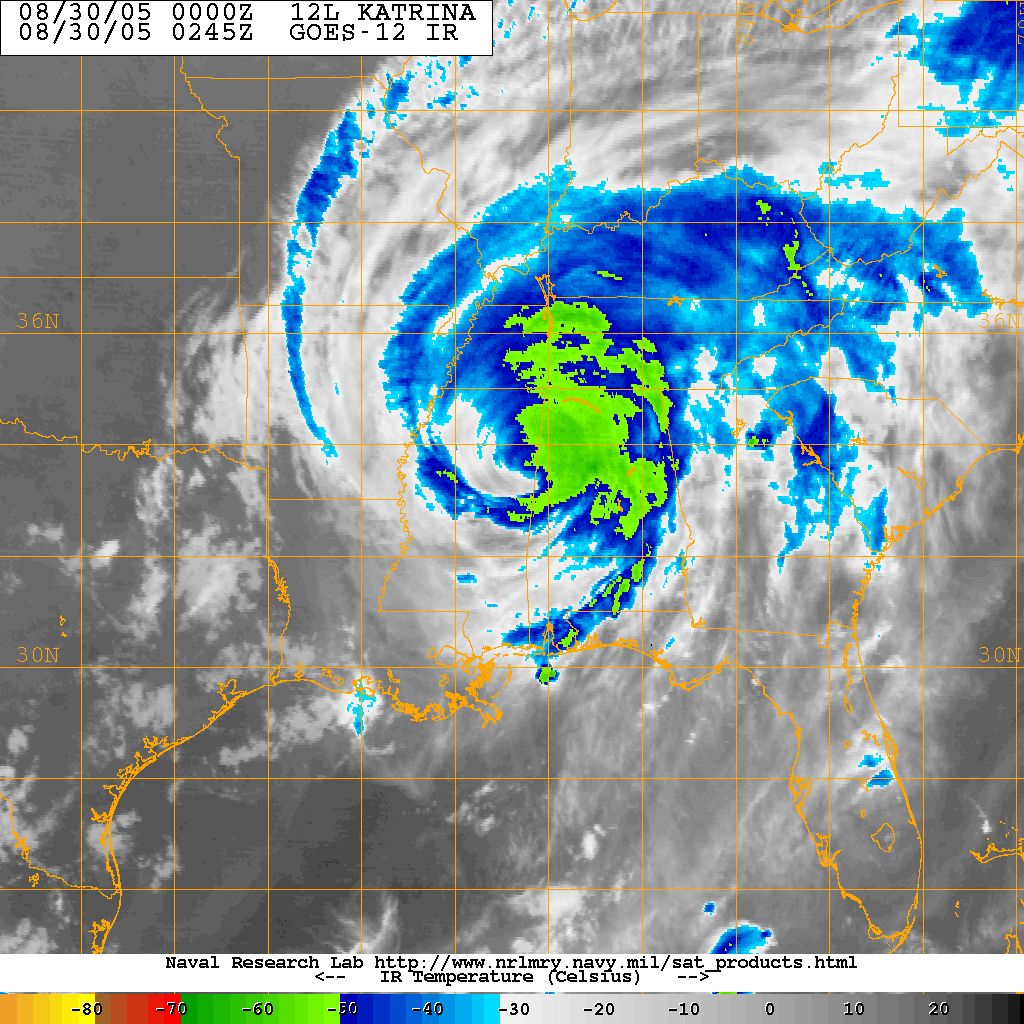 08/30/05 0000Z 12L KATRINA
08/30/05 0245Z GOES-12 IR
36N 36N
30N 30N
Naval Research Lab http://www.nrlmry.navy.mil/sat_products.html
<-- IR Temperature (Celsius) -->
-80 -70 -60 -50 -40 -30 -20 -10 0 10 20